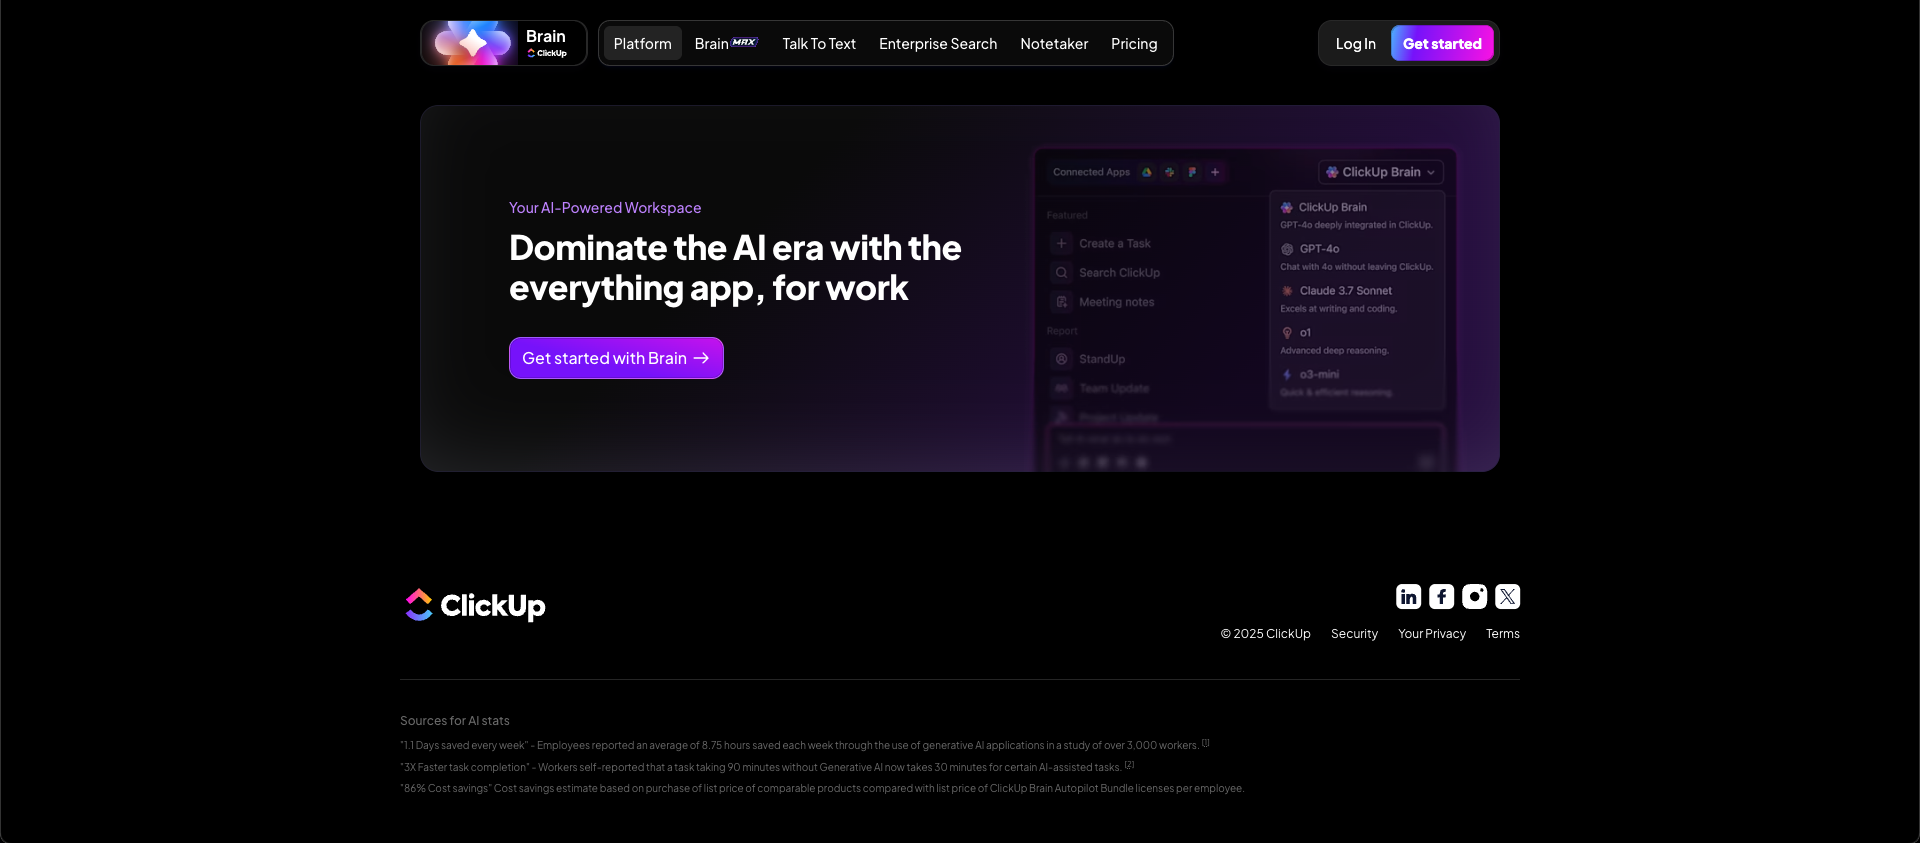 Brain
ClickUp
Platform
Brain MAX
Talk To Text
Enterprise Search
Notetaker
Pricing
Log In
Get started
Your AI-Powered Workspace
Dominate the AI era with the
everything app, for work
Get started with Brain →
Connected Apps
ClickUp Brain
Featured
Create a Task
Search ClickUp
Meeting notes
Report
StandUp
Team Update
Project Update
ClickUp Brain
GPT-4o deeply integrated in ClickUp.
GPT-4o
Chat with 4o without leaving ClickUp.
Claude 3.7 Sonnet
Excels at writing and coding.
o1
Advanced deep reasoning.
o3-mini
Quick & efficient reasoning.
ClickUp
© 2025 ClickUp
Security
Your Privacy
Terms
Sources for AI stats
"1.1 Days saved every week" - Employees reported an average of 8.75 hours saved each week through the use of generative AI applications in a study of over 3,000 workers. [1]
"3X Faster task completion" - Workers self-reported that a task taking 90 minutes without Generative AI now takes 30 minutes for certain AI-assisted tasks. [2]
"86% Cost savings" Cost savings estimate based on purchase of list price of comparable products compared with list price of ClickUp Brain Autopilot Bundle licenses per employee.